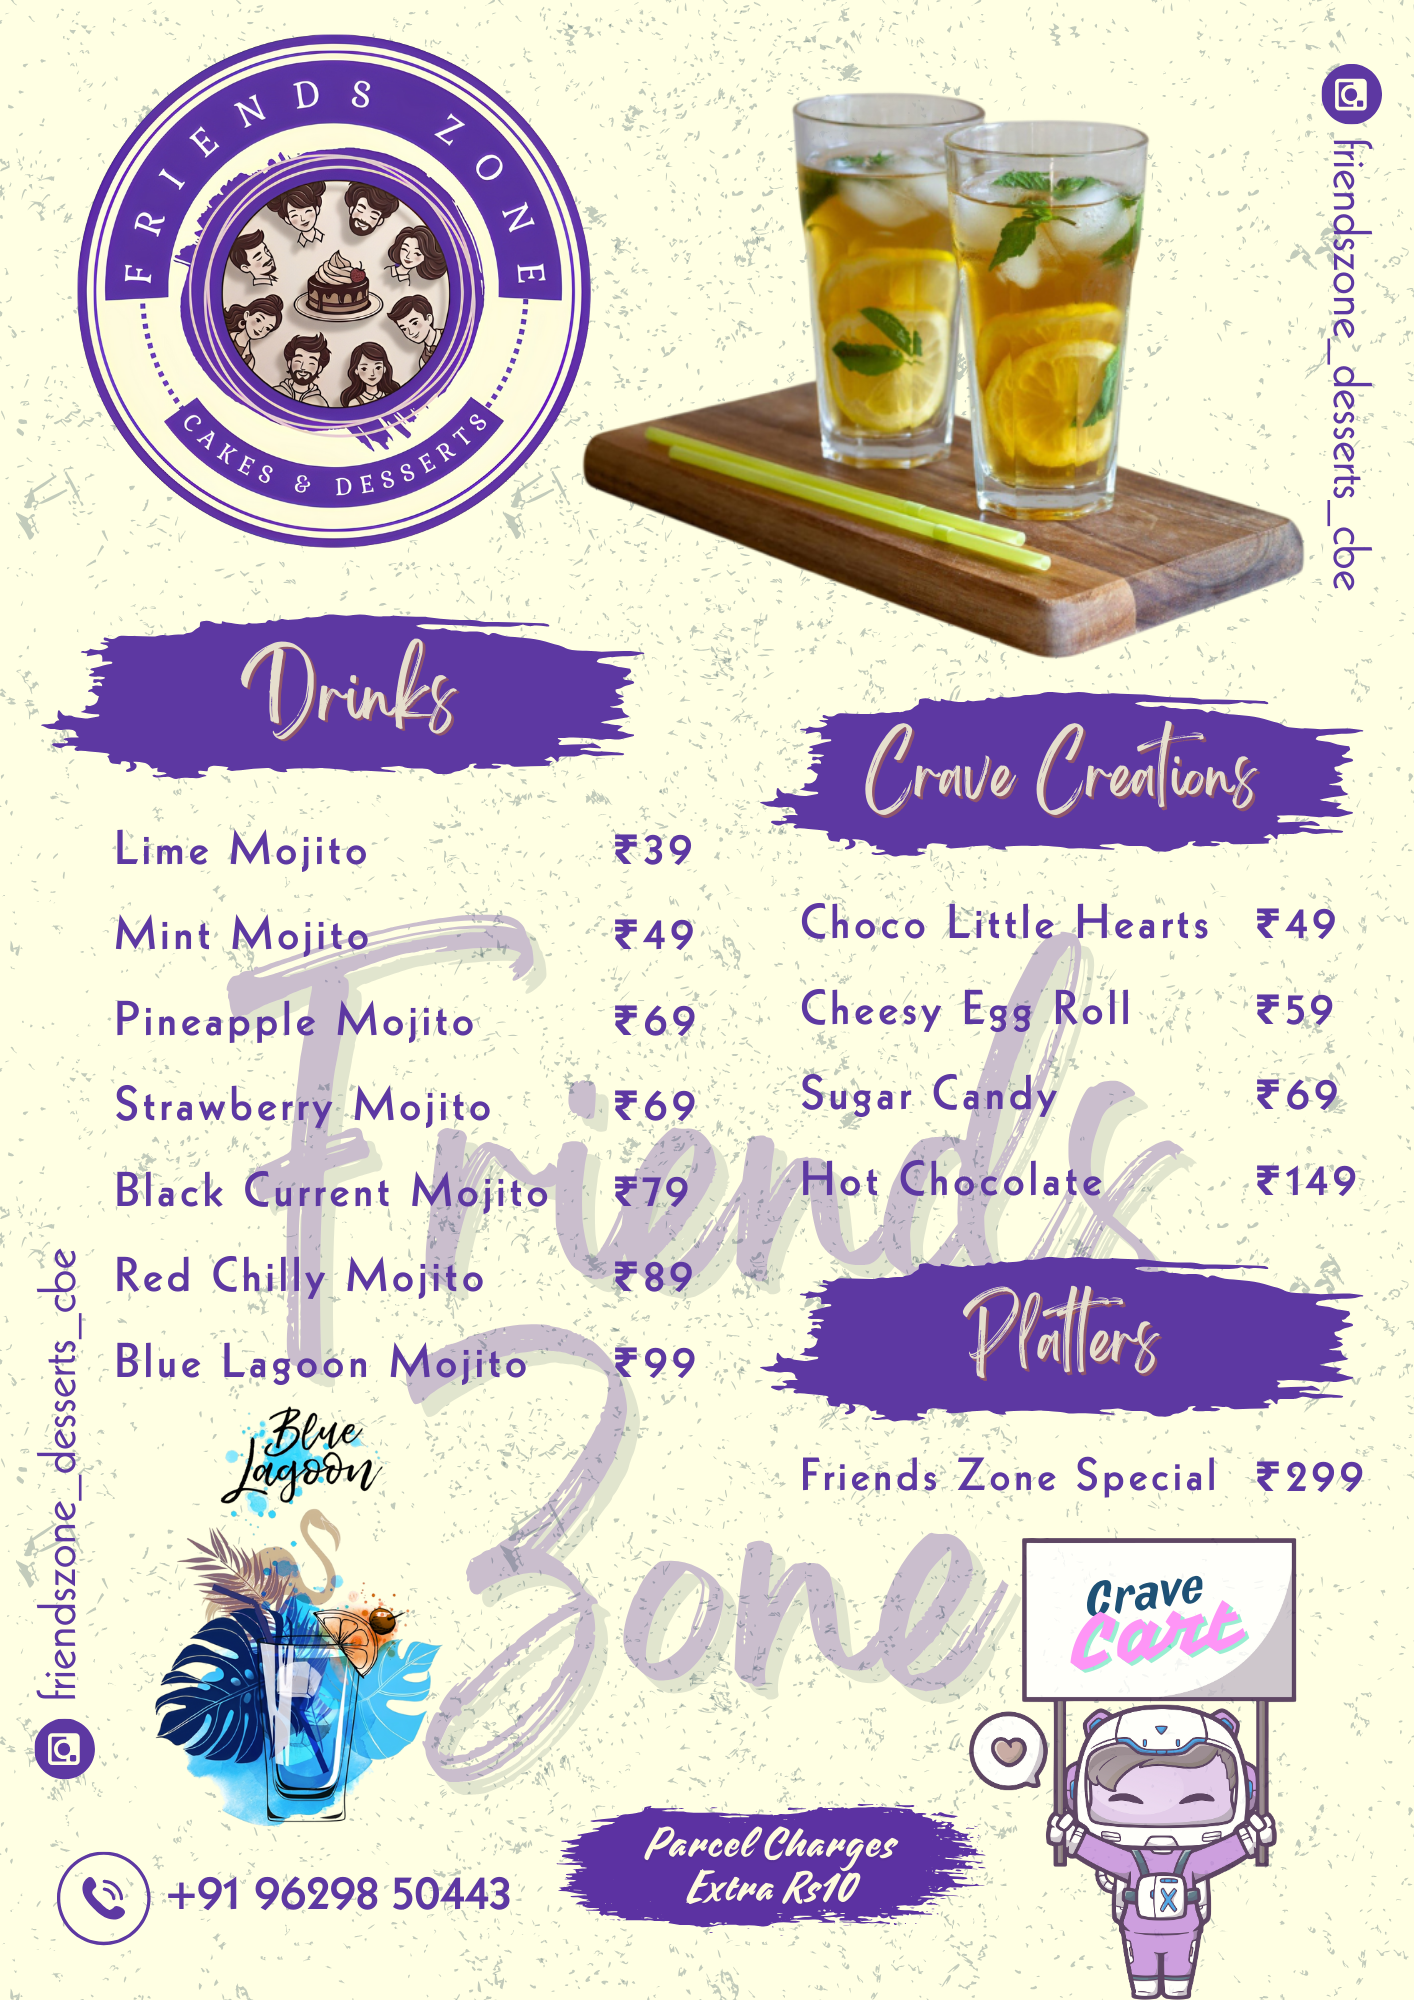 FRIENDS ZONE
CAKES & DESSERTS
friendszone_desserts_cbe
Drinks
Lime Mojito ₹39
Mint Mojito ₹49
Pineapple Mojito ₹69
Strawberry Mojito ₹69
Black Current Mojito ₹79
Red Chilly Mojito ₹89
Blue Lagoon Mojito ₹99
Crave Creations
Choco Little Hearts ₹49
Cheesy Egg Roll ₹59
Sugar Candy ₹69
Hot Chocolate ₹149
Platters
Friends Zone Special ₹299
Friends
Zone
friendszone_desserts_cbe
Blue
Lagoon
Crave
Cart
X
Parcel Charges
Extra Rs10
+91 96298 50443